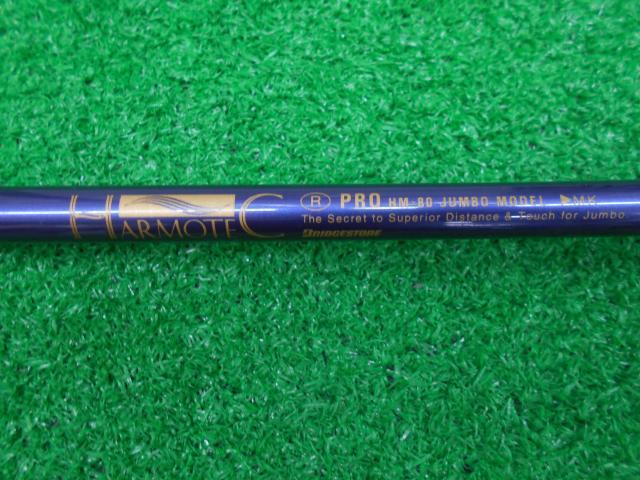 HARMOTEC
Ⓡ PRO HM-80 JUMBO MODEL ▶M.K
The Secret to Superior Distance & Touch for Jumbo
BRIDGESTONE